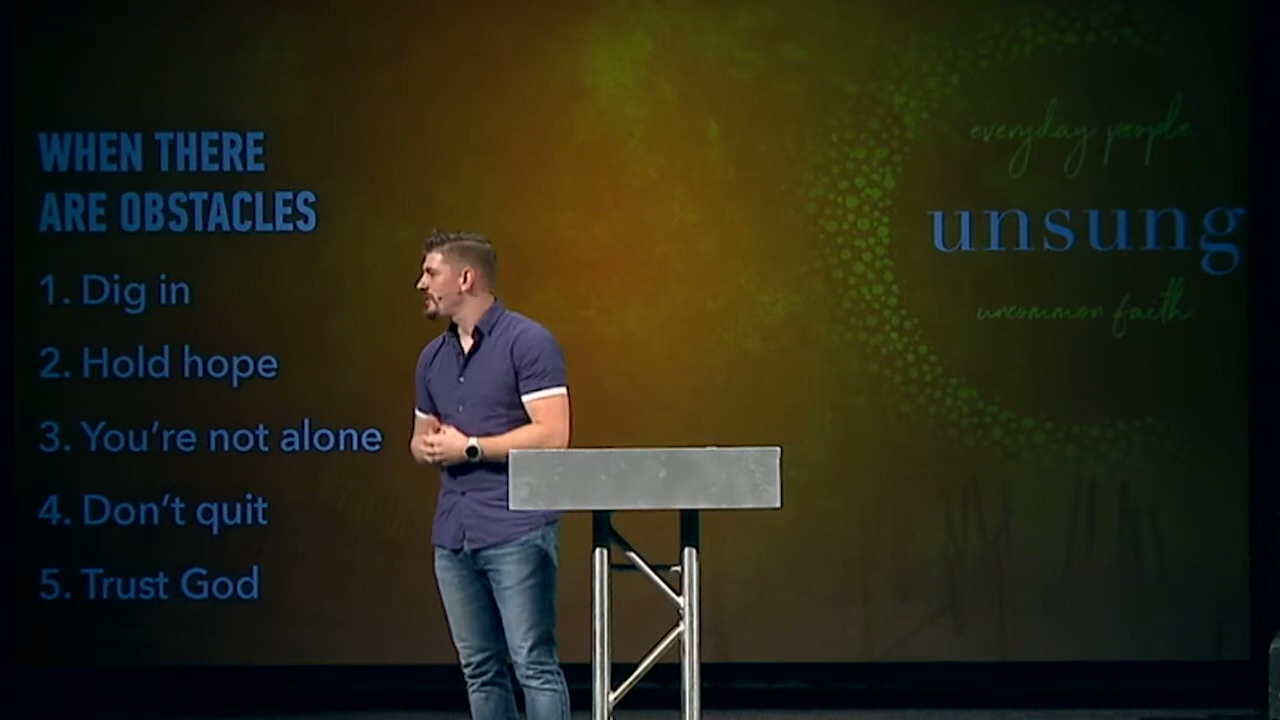 WHEN THERE
ARE OBSTACLES
1. Dig in
2. Hold hope
3. You’re not alone
4. Don’t quit
5. Trust God
everyday people
unsung
uncommon faith